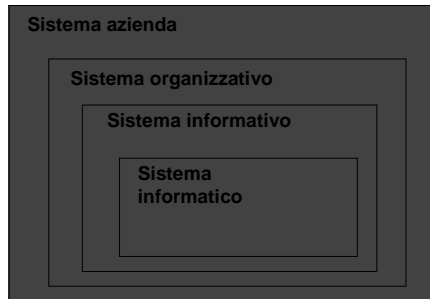 Sistema azienda
Sistema organizzativo
Sistema informativo
Sistema
informatico